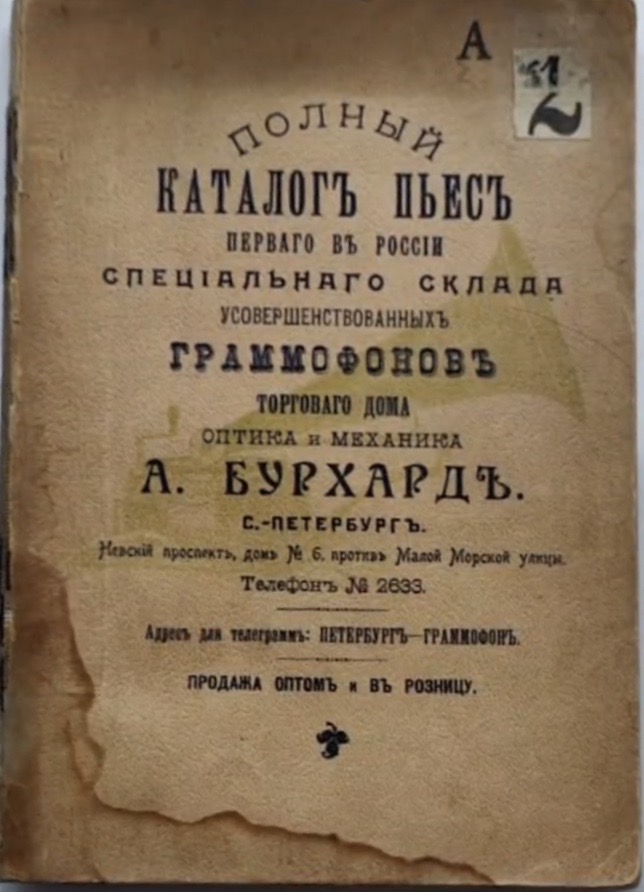 А
12
ПОЛНЫЙ
КАТАЛОГЪ ПЬЕСЪ
ПЕРВАГО ВЪ РОССІИ
СПЕЦІАЛЬНАГО СКЛАДА
УСОВЕРШЕНСТВОВАННЫХЪ
ГРАММОФОНОВЪ
ТОРГОВАГО ДОМА
ОПТИКА и МЕХАНИКА
А. БУРХАРДЪ.
С.-ПЕТЕРБУРГЪ.
Невскій проспектъ, домъ № 6, противъ Малой Морской улицы.
Телефонъ № 2633.
Адресъ для телеграммъ: ПЕТЕРБУРГЪ—ГРАММОФОНЪ.
ПРОДАЖА ОПТОМЪ и ВЪ РОЗНИЦУ.